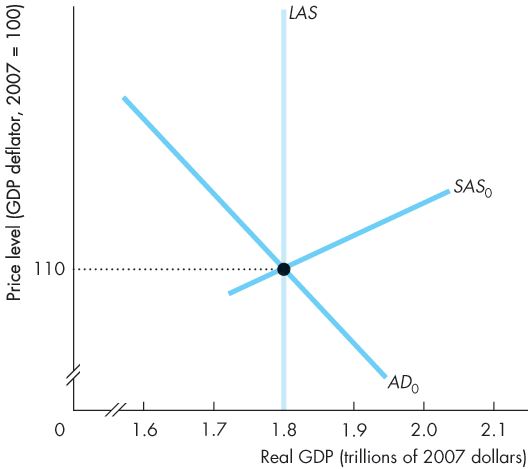 Price level (GDP deflator, 2007 = 100)
LAS
SAS0
110
AD0
0
1.6
1.7
1.8
1.9
2.0
2.1
Real GDP (trillions of 2007 dollars)